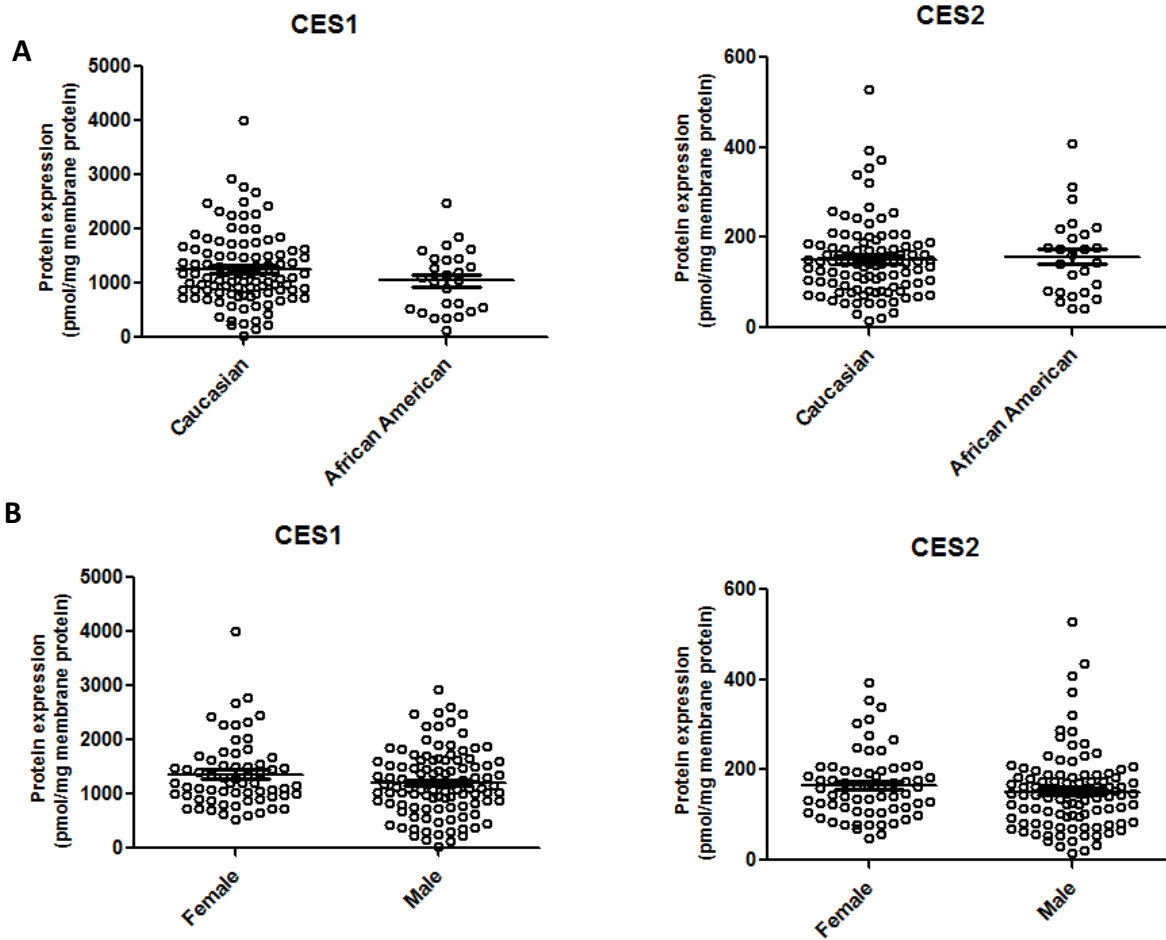 A
CES1
Protein expression
(pmol/mg membrane protein)
5000
4000
3000
2000
1000
0
Caucasian
African American
CES2
Protein expression
(pmol/mg membrane protein)
600
400
200
0
Caucasian
African American
B
CES1
Protein expression
(pmol/mg membrane protein)
5000
4000
3000
2000
1000
0
Female
Male
CES2
Protein expression
(pmol/mg membrane protein)
600
400
200
0
Female
Male